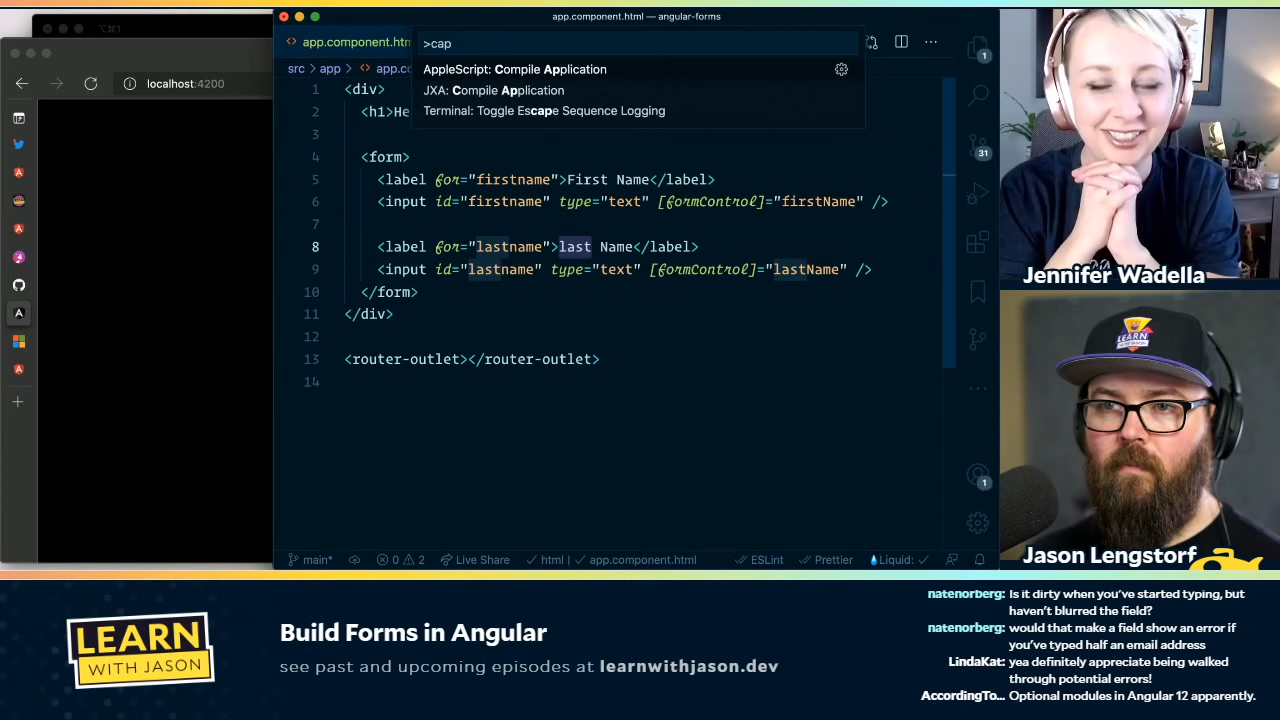 ⌥⌘1
app.component.html — angular-forms
app.component.htm
>cap
localhost:4200
src > app > app.co
AppleScript: Compile Application
JXA: Compile Application
Terminal: Toggle Escape Sequence Logging
1 <div>
2 <h1>He
3
4 <form>
5 <label for="firstname">First Name</label>
6 <input id="firstname" type="text" [formControl]="firstName" />
7
8 <label for="lastname">last Name</label>
9 <input id="lastname" type="text" [formControl]="lastName" />
10 </form>
11 </div>
12
13 <router-outlet></router-outlet>
14
1
31
1
main* 0 2 Live Share html | app.component.html ESLint Prettier Liquid:
Jennifer Wadella
LEARN
Jason Lengstorf
LEARN
WITH JASON
Build Forms in Angular
see past and upcoming episodes at learnwithjason.dev
natenorberg: Is it dirty when you've started typing, but
haven't blurred the field?
natenorberg: would that make a field show an error if
you've typed half an email address
LindaKat: yea definitely appreciate being walked
through potential errors!
AccordingTo... Optional modules in Angular 12 apparently.